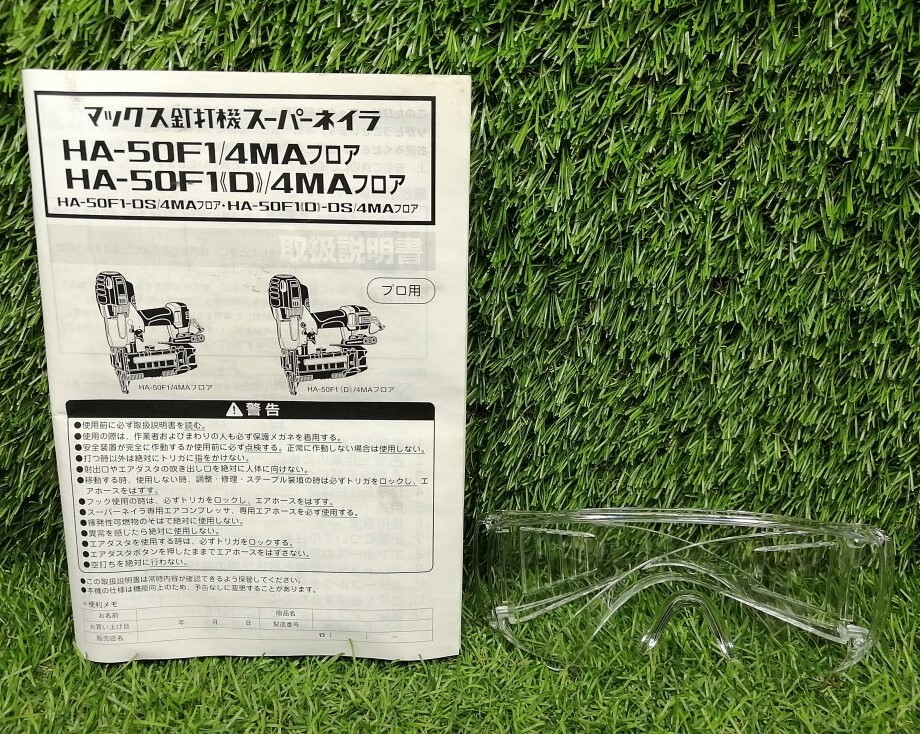 マックス釘打機スーパーネイラ
HA-50F1/4MAフロア
HA-50F1《D》/4MAフロア
HA-50F1-DS/4MAフロア・HA-50F1(D)-DS/4MAフロア
取扱説明書
プロ用
HA-50F1/4MAフロア
HA-50F1(D)/4MAフロア
⚠警告
●使用前に必ず取扱説明書を読む。
●使用の際は、作業者およびまわりの人も必ず保護メガネを着用する。
●安全装置が完全に作動するか使用前に必ず点検する。正常に作動しない場合は使用しない。
●打つ時以外は絶対にトリガに指をかけない。
●射出口やエアダスタの吹き出し口を絶対に人体に向けない。
●移動する時、使用しない時、調整・修理・ステープル装填の時は必ずトリガをロックし、エ
アホースをはずす。
●フック使用の時は、必ずトリガをロックし、エアホースをはずす。
●スーパーネイラ専用エアコンプレッサ、専用エアホースを必ず使用する。
●揮発性可燃物のそばで絶対に使用しない。
●異常を感じたら絶対に使用しない。
●エアダスタを使用する時は、必ずトリガをロックする。
●エアダスタボタンを押したままでエアホースをはずさない。
●空打ちを絶対に行わない。
●この取扱説明書は常時内容が確認できるよう保管してください。
●本機の仕様は機能向上のため、予告なしに変更することがあります。
*便利メモ
お名前 商品名
お買い上げ日 年 月 日 製造番号
販売店名 ☎ ( ) －